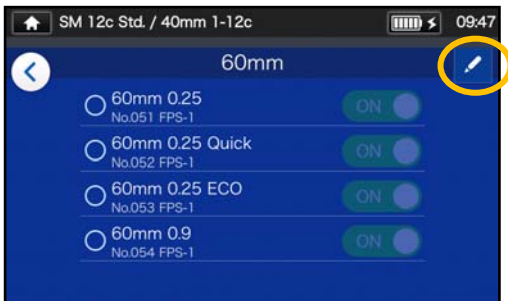 SM 12c Std. / 40mm 1-12c 09:47
60mm
60mm 0.25 ON
No.051 FPS-1
60mm 0.25 Quick ON
No.052 FPS-1
60mm 0.25 ECO ON
No.053 FPS-1
60mm 0.9 ON
No.054 FPS-1